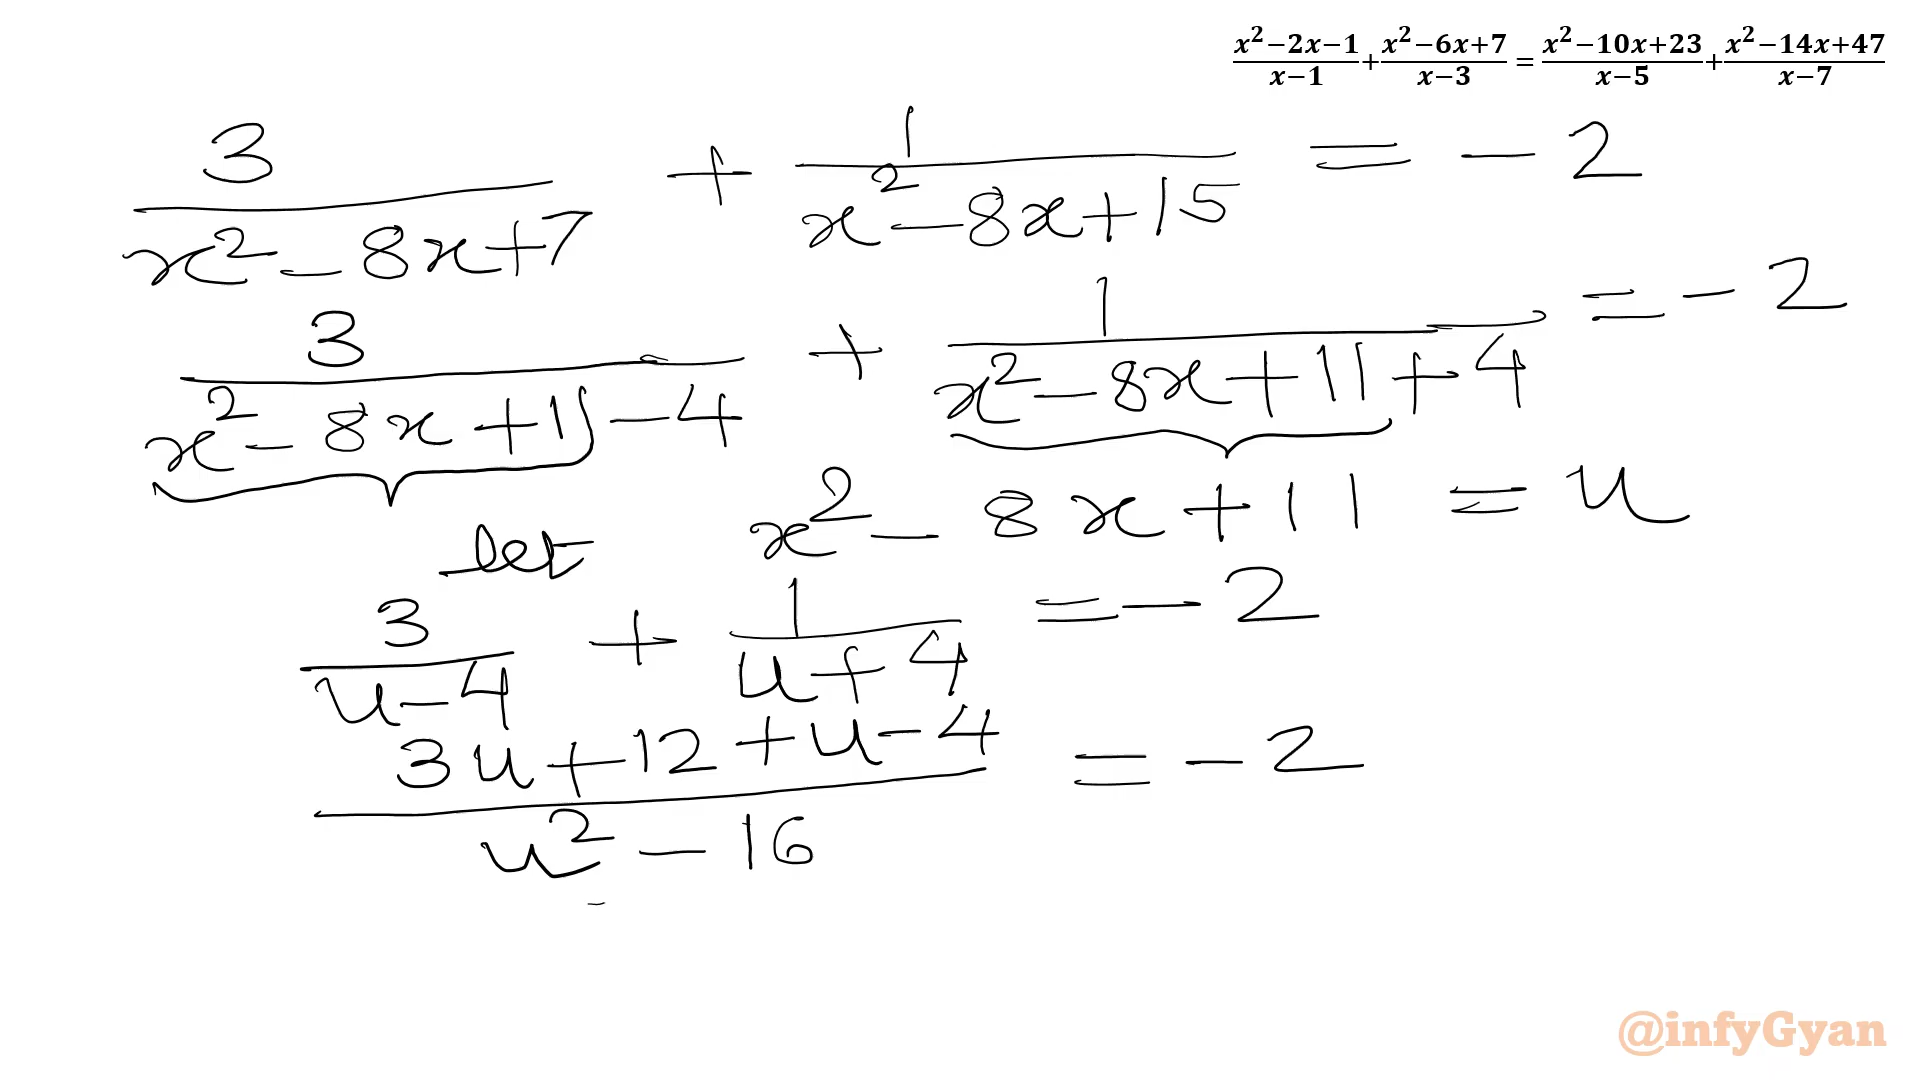 x²−2x−1/x−1 + x²−6x+7/x−3 = x²−10x+23/x−5 + x²−14x+47/x−7
3/x²−8x+7 + 1/x²−8x+15 = −2
3/x²−8x+11−4 + 1/x²−8x+11+4 = −2
let x²−8x+11 = u
3/u−4 + 1/u+4 = −2
3u+12+u−4/u²−16 = −2
@infyGyan